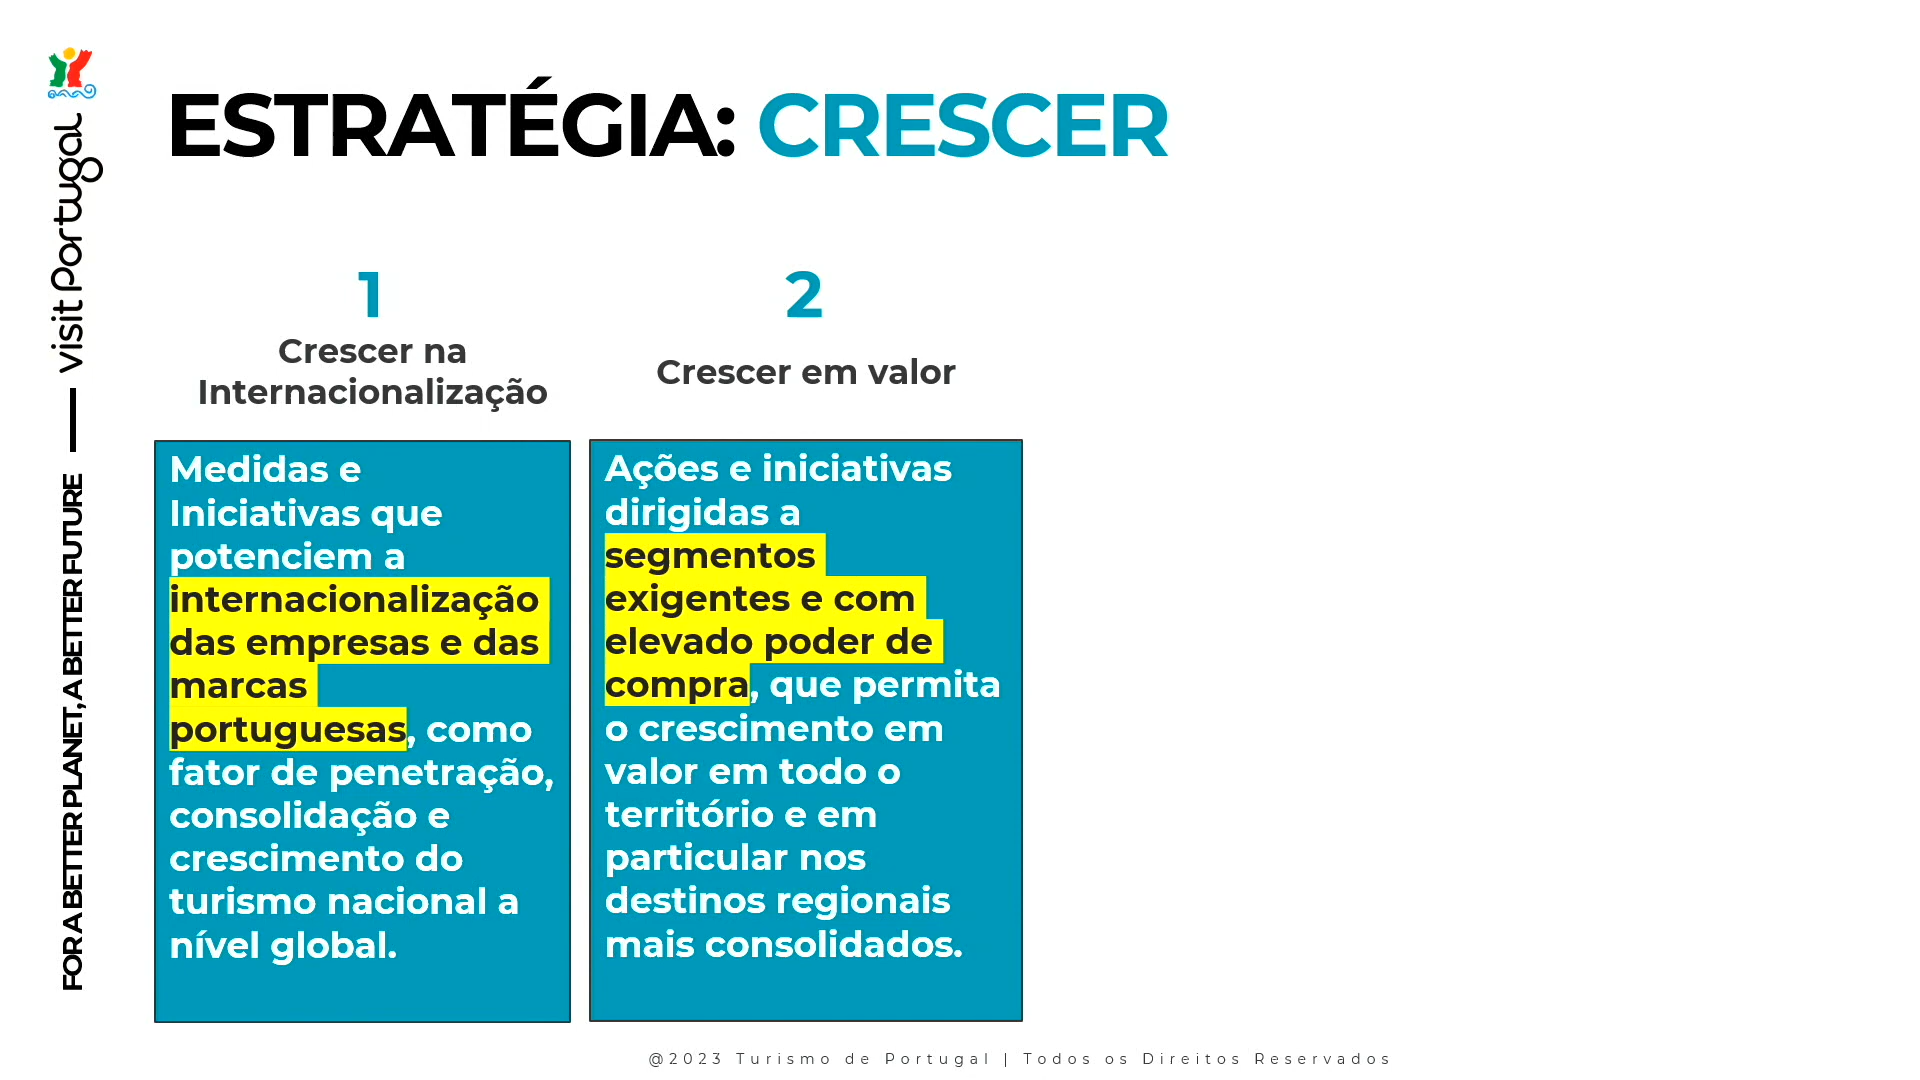 ESTRATÉGIA: CRESCER
1
Crescer na
Internacionalização
Medidas e
Iniciativas que
potenciem a
internacionalização
das empresas e das
marcas
portuguesas, como
fator de penetração,
consolidação e
crescimento do
turismo nacional a
nível global.
2
Crescer em valor
Ações e iniciativas
dirigidas a
segmentos
exigentes e com
elevado poder de
compra, que permita
o crescimento em
valor em todo o
território e em
particular nos
destinos regionais
mais consolidados.
visit Portugal
FOR A BETTER PLANET, A BETTER FUTURE
@2023 Turismo de Portugal | Todos os Direitos Reservados